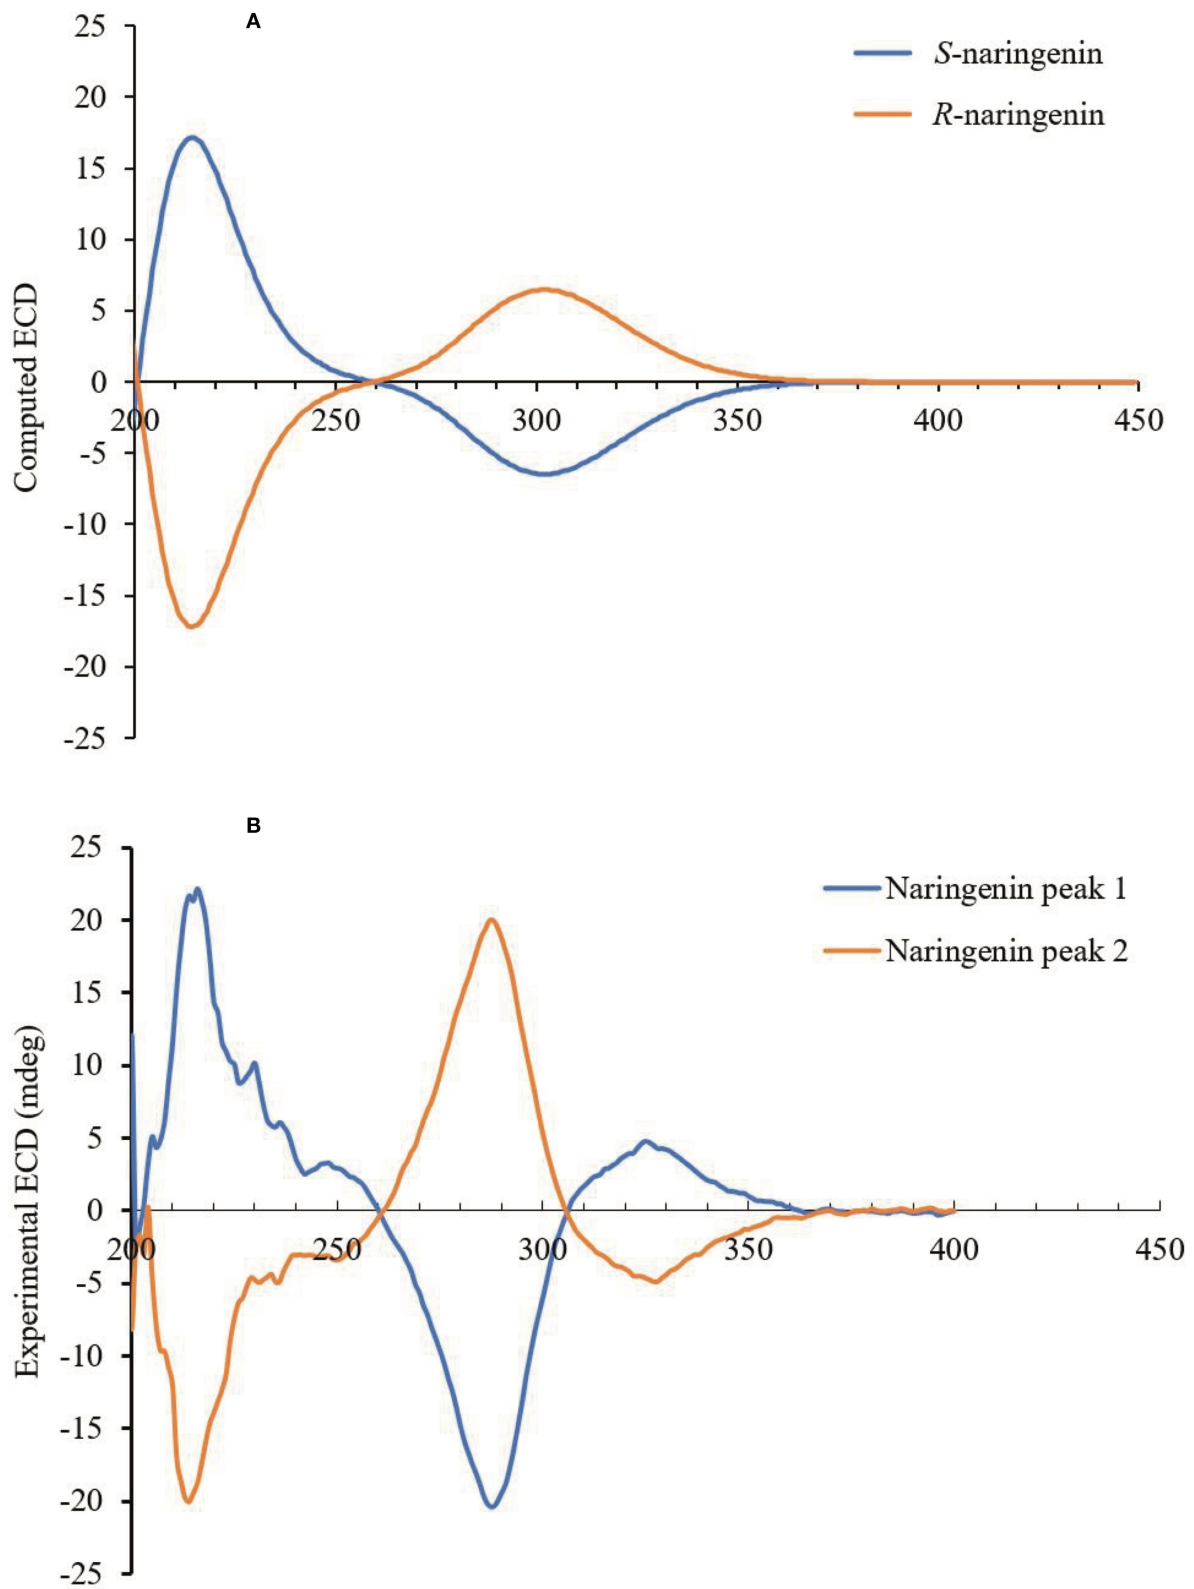 A
25
20
15
10
5
0
-5
-10
-15
-20
-25
Computed ECD
200 250 300 350 400 450
S-naringenin
R-naringenin
B
25
20
15
10
5
0
-5
-10
-15
-20
-25
Experimental ECD (mdeg)
200 250 300 350 400 450
Naringenin peak 1
Naringenin peak 2